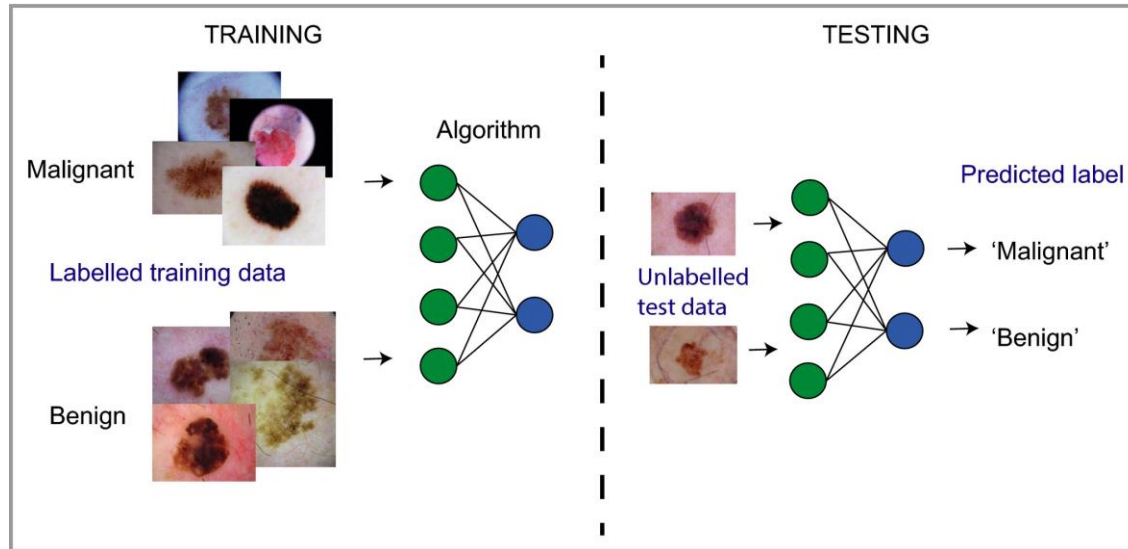 TRAINING
Malignant
Labelled training data
Benign
Algorithm
TESTING
Unlabelled
test data
Predicted label
‘Malignant’
‘Benign’